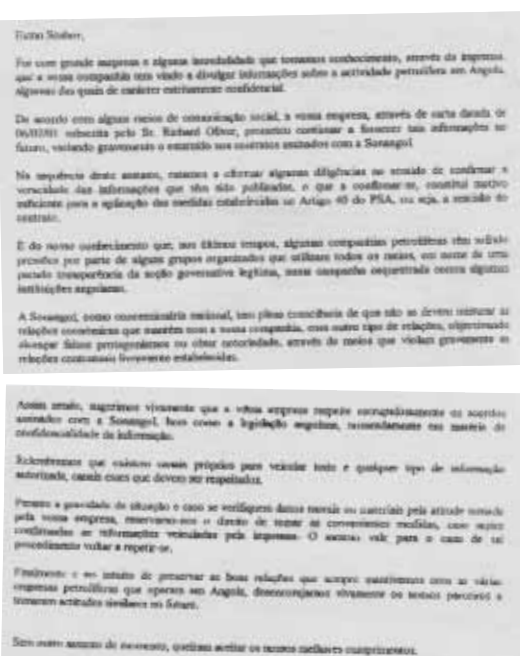 Exmo Senhor,
Foi com grande surpresa e alguma incredulidade que tomamos conhecimento, através da imprensa
que a vossa companhia tem vindo a divulgar informações sobre a actividade petrolífera em Angola,
algumas das quais de carácter estritamente confidencial.
De acordo com alguns meios de comunicação social, a vossa empresa, através de carta datada de
06/02/01 subscrita pelo Sr. Richard Oliver, prometeu continuar a fornecer tais informações no
futuro, violando gravemente o estatuído nos contratos assinados com a Sonangol.
Na sequência deste assunto, estamos a efectuar algumas diligências no sentido de confirmar a
veracidade das informações que têm sido publicadas, o que a confirmar-se, constitui motivo
suficiente para a aplicação das medidas estabelecidas no Artigo 40 do PSA, ou seja, a rescisão do
contrato.
É do nosso conhecimento que, nos últimos tempos, algumas companhias petrolíferas têm sofrido
pressões por parte de alguns grupos organizados que utilizam todos os meios, em nome de uma
transparência da acção governativa legítima, numa campanha orquestrada contra algumas
instituições angolanas.
A Sonangol, como concessionária nacional, tem plena consciência de que não se devem misturar as
relações económicas que mantém com a vossa companhia, com outro tipo de relações, objectivando
alcançar falsos protagonismos ou obter notoriedade, através de meios que violam gravemente as
relações contratuais livremente estabelecidas.
Assim sendo, sugerimos vivamente que a vossa empresa respeite escrupulosamente os acordos
assinados com a Sonangol, bem como a legislação angolana, nomeadamente em matéria de
confidencialidade da informação.
que existem canais próprios para veicular todo e qualquer tipo de informação
autorizada, canais esses que devem ser respeitados.
Perante a gravidade da situação e caso se verifiquem danos morais ou materiais pela atitude tomada
pela vossa empresa, reservamo-nos o direito de tomar as convenientes medidas, caso sejam
confirmadas as informações veiculadas pela imprensa. O mesmo vale para o caso de tal
procedimento voltar a repetir-se.
Finalmente e no intuito de preservar as boas relações que sempre mantivemos com as várias
empresas petrolíferas que operam em Angola, desencorajamos vivamente os nossos parceiros a
tomarem actitudes similares no futuro.
Sem outro assunto de momento, queiram aceitar os nossos melhores cumprimentos.